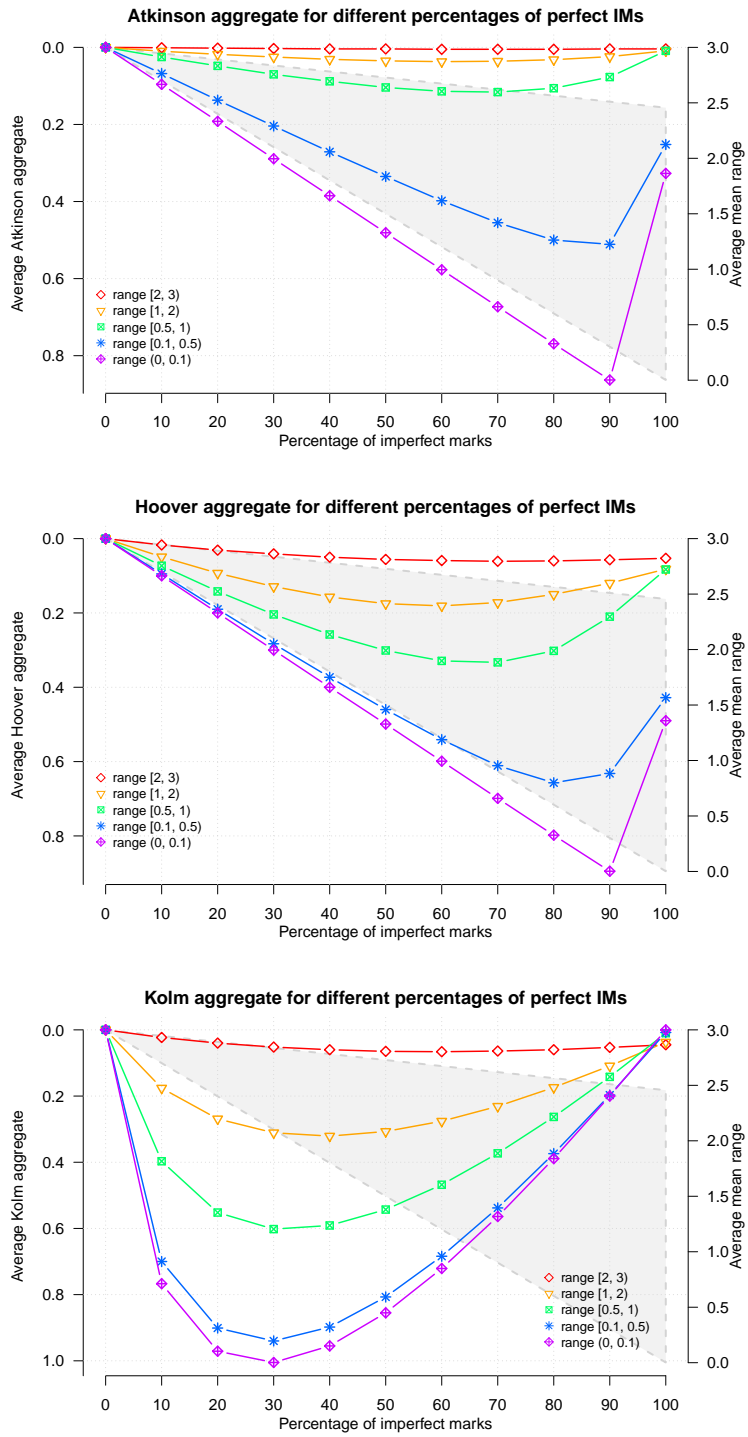 Atkinson aggregate for different percentages of perfect IMs
Average Atkinson aggregate
0.0
0.2
0.4
0.6
0.8
range [2, 3)
range [1, 2)
range [0.5, 1)
range [0.1, 0.5)
range (0, 0.1)
3.0
2.5
2.0
1.5
1.0
0.5
0.0
Average mean range
0 10 20 30 40 50 60 70 80 90 100
Percentage of imperfect marks
Hoover aggregate for different percentages of perfect IMs
Average Hoover aggregate
0.0
0.2
0.4
0.6
0.8
range [2, 3)
range [1, 2)
range [0.5, 1)
range [0.1, 0.5)
range (0, 0.1)
3.0
2.5
2.0
1.5
1.0
0.5
0.0
Average mean range
0 10 20 30 40 50 60 70 80 90 100
Percentage of imperfect marks
Kolm aggregate for different percentages of perfect IMs
Average Kolm aggregate
0.0
0.2
0.4
0.6
0.8
1.0
range [2, 3)
range [1, 2)
range [0.5, 1)
range [0.1, 0.5)
range (0, 0.1)
3.0
2.5
2.0
1.5
1.0
0.5
0.0
Average mean range
0 10 20 30 40 50 60 70 80 90 100
Percentage of imperfect marks